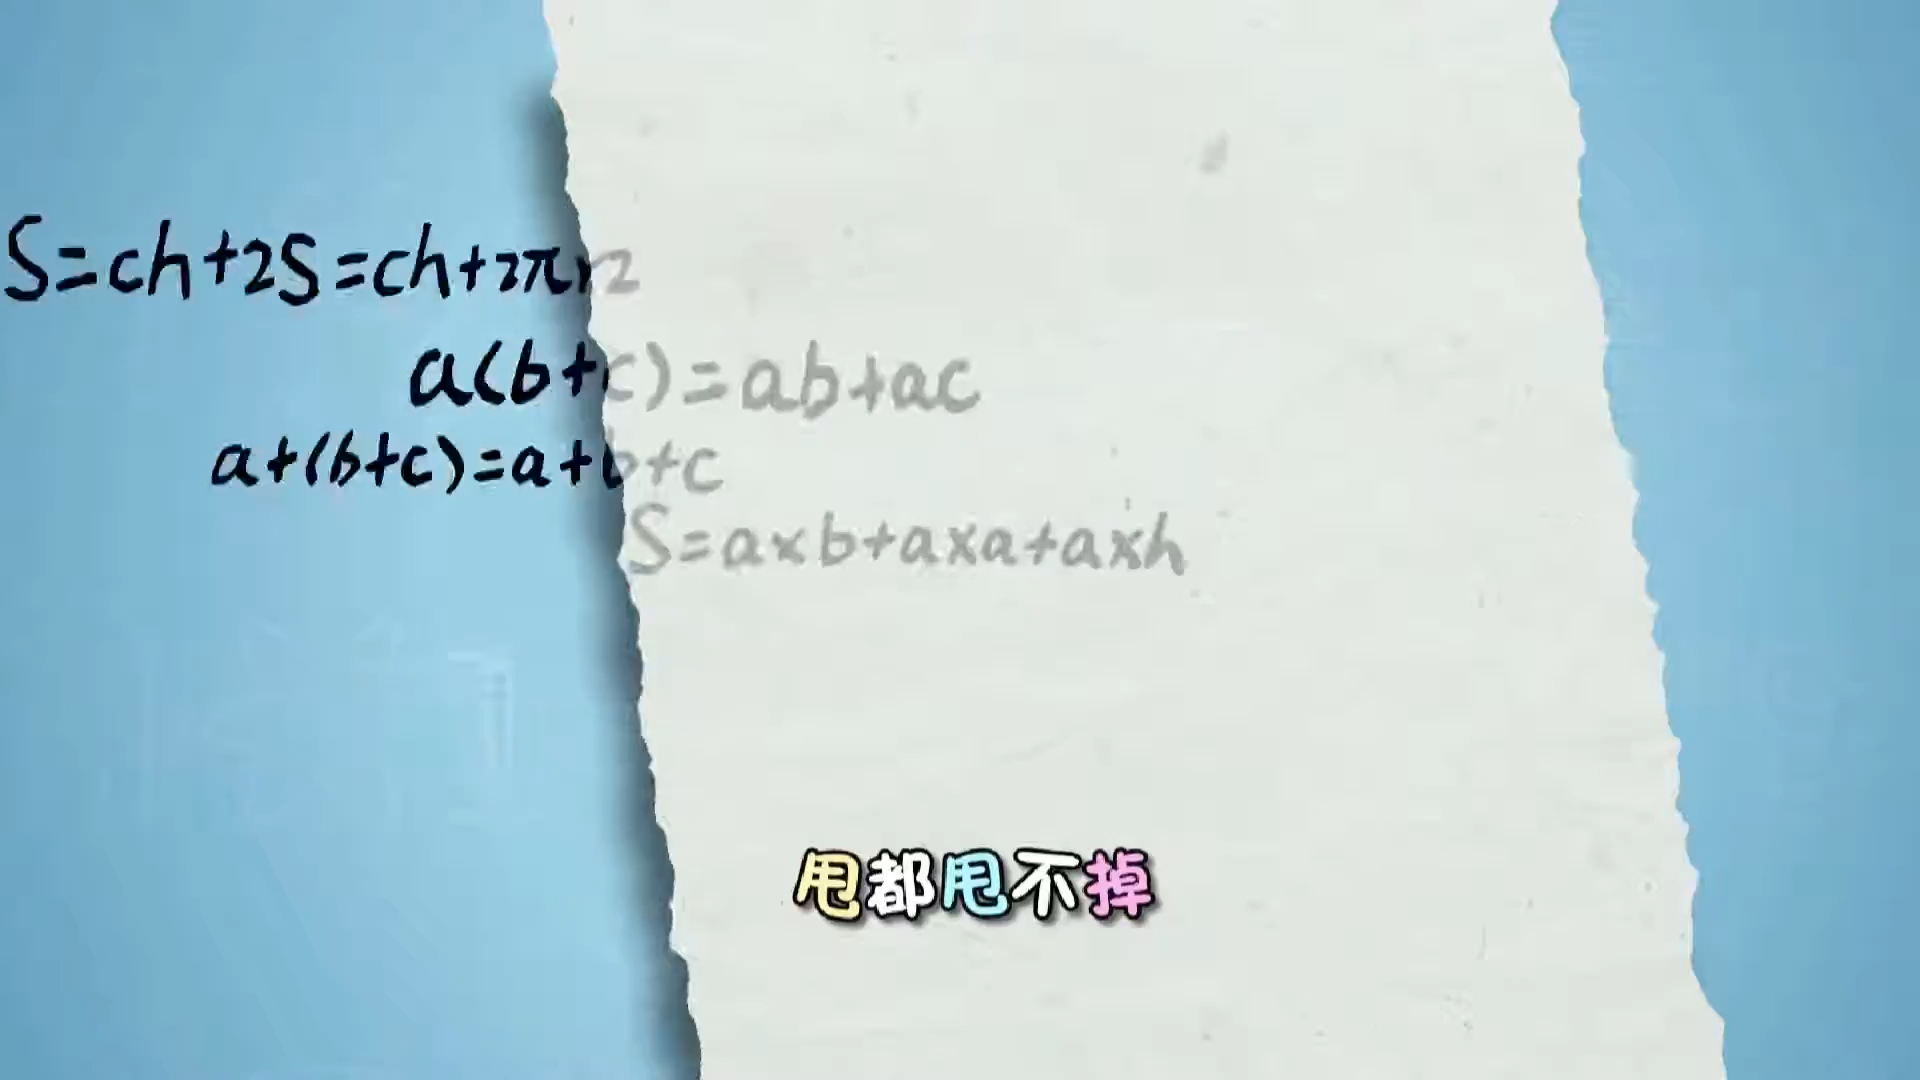 S=ch+2S=ch+2πr2
a(b+c)=ab+ac
a+(b+c)=a+b+c
S=a×b+a×a+a×h
甩都甩不掉